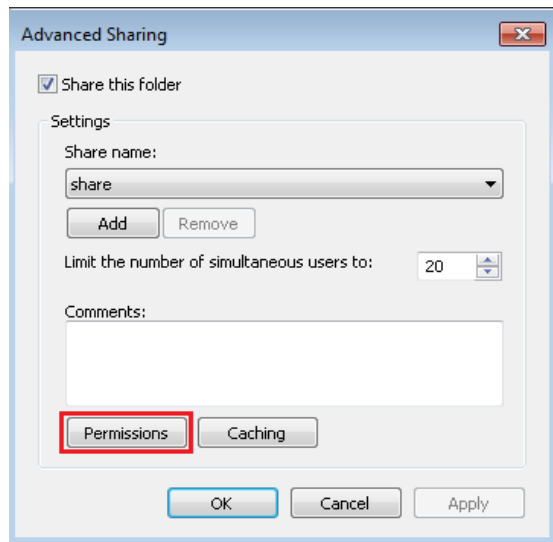 Advanced Sharing
Share this folder
Settings
Share name:
share
Add Remove
Limit the number of simultaneous users to: 20
Comments:
Permissions Caching
OK Cancel Apply